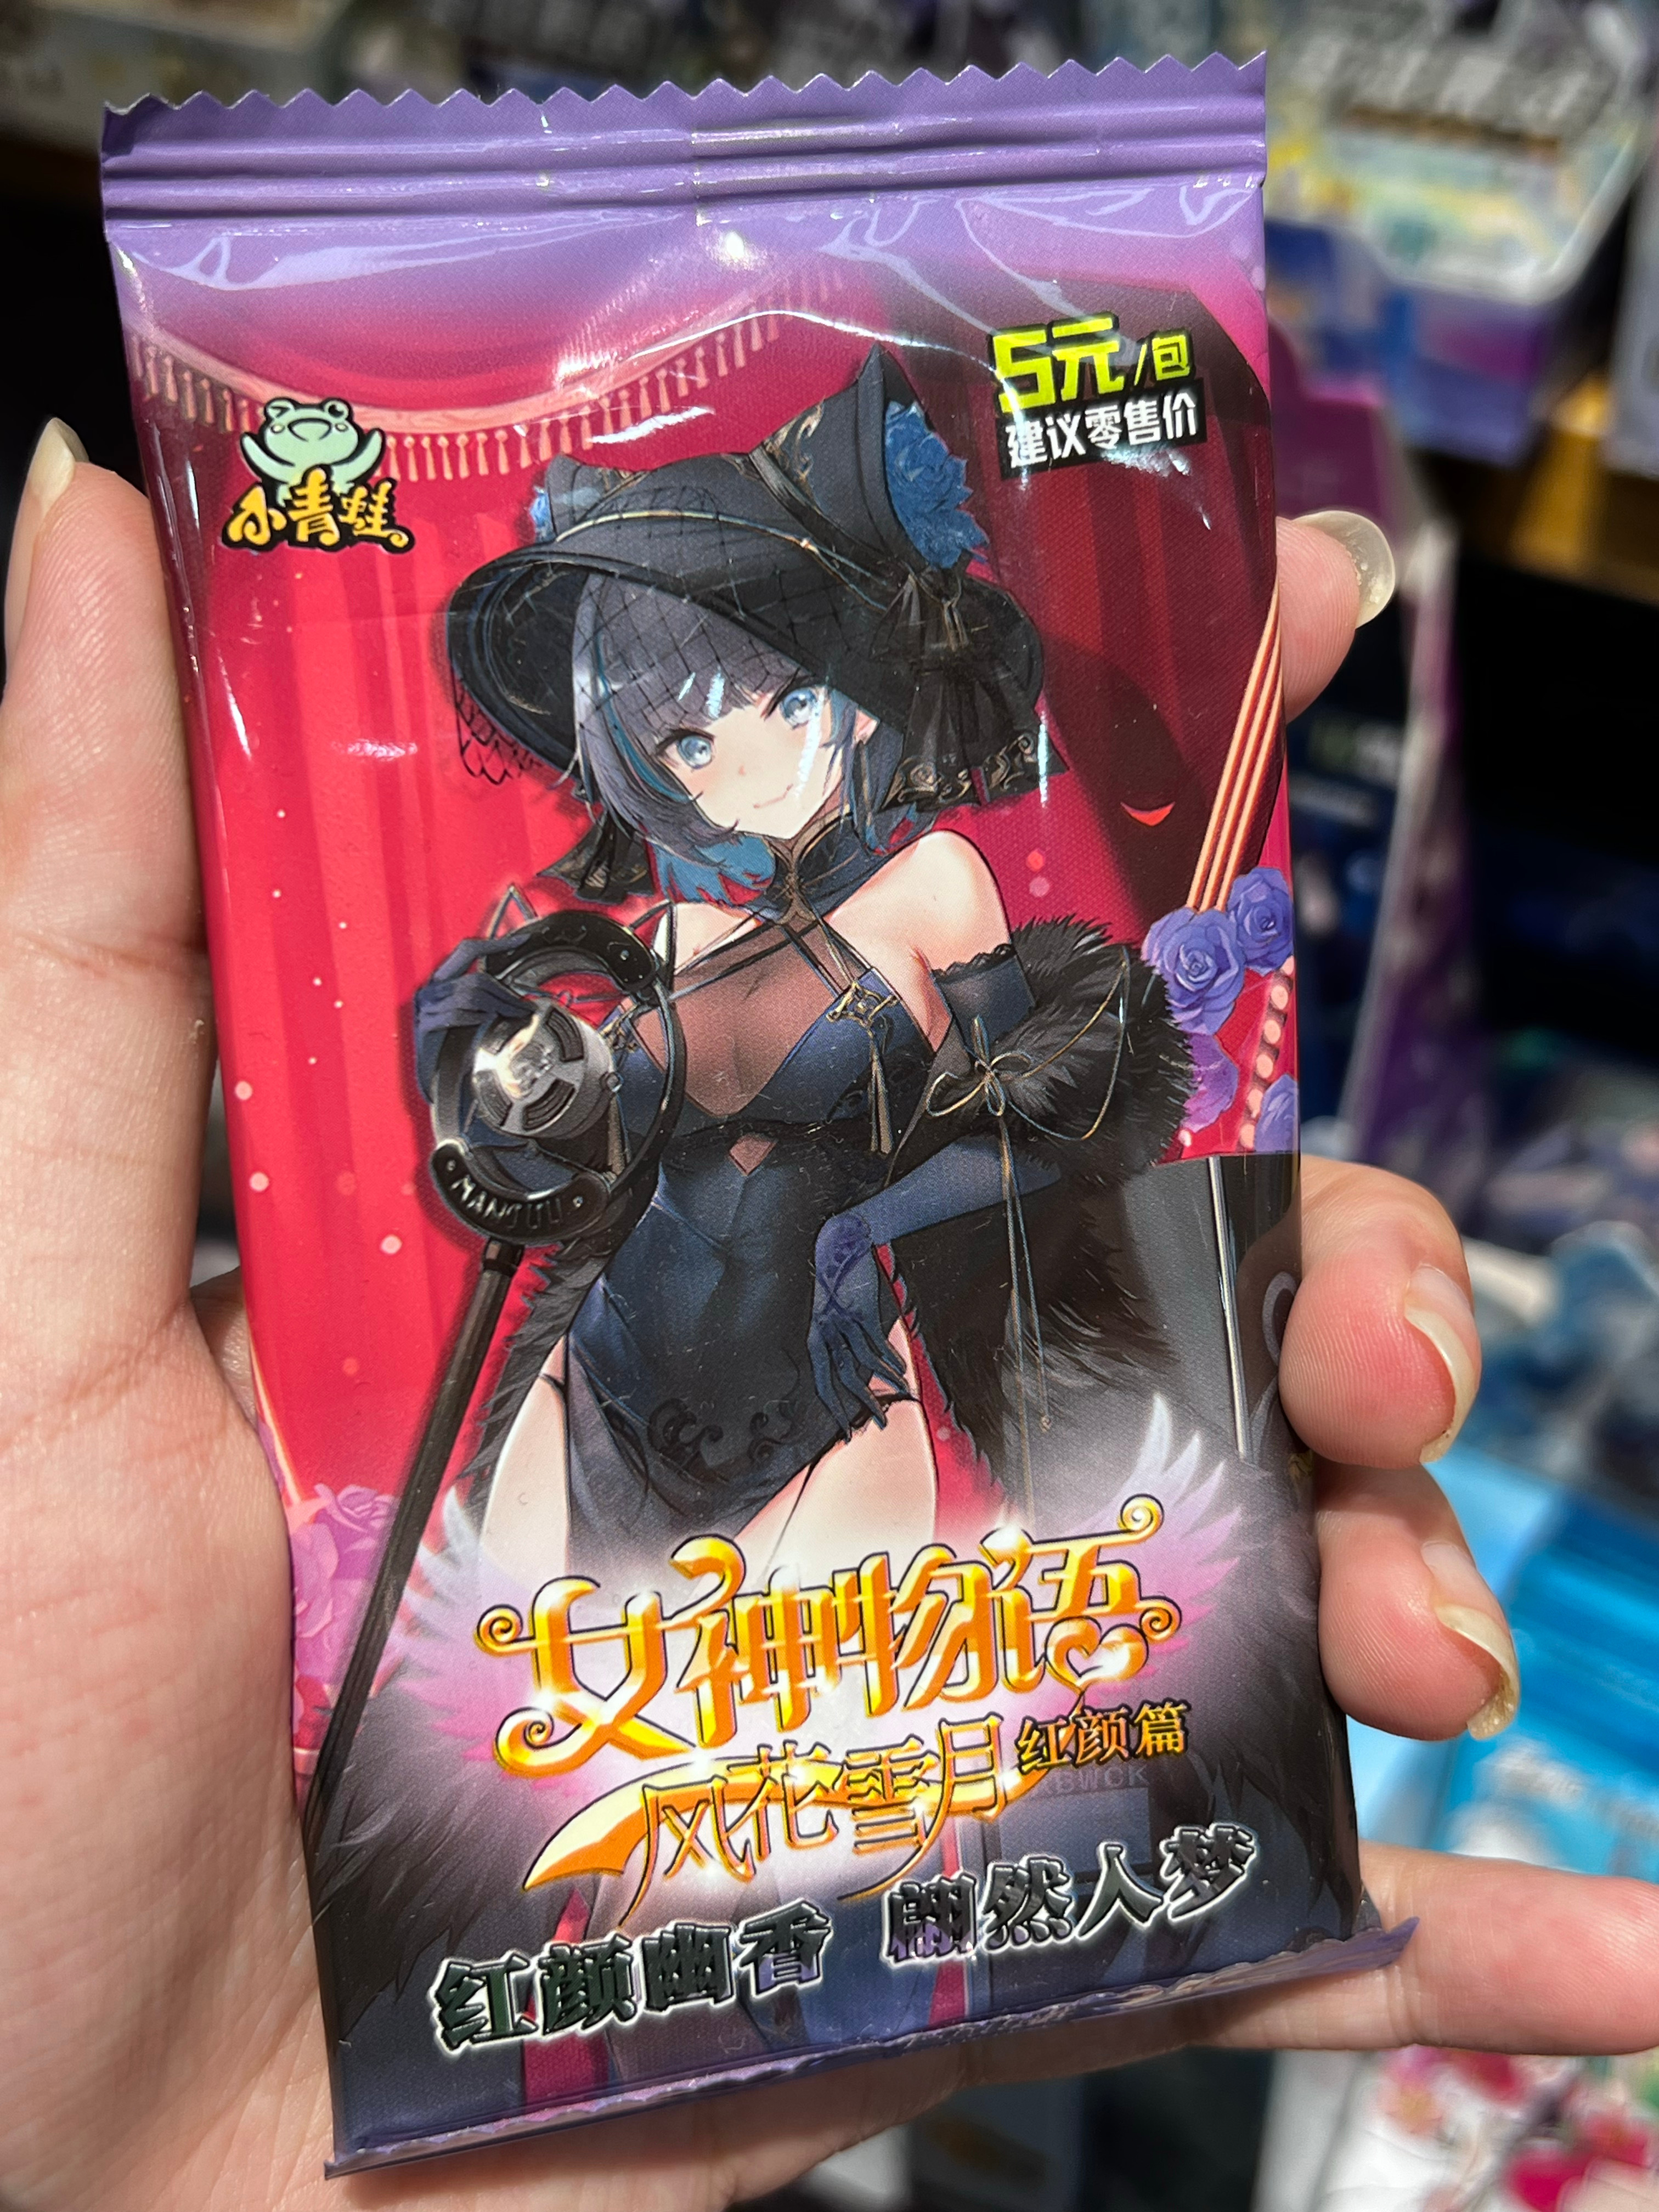 小青蛙
5元/包
建议零售价
MANJUU
女神物语
风花雪月 红颜篇
红颜幽香 翩然入梦